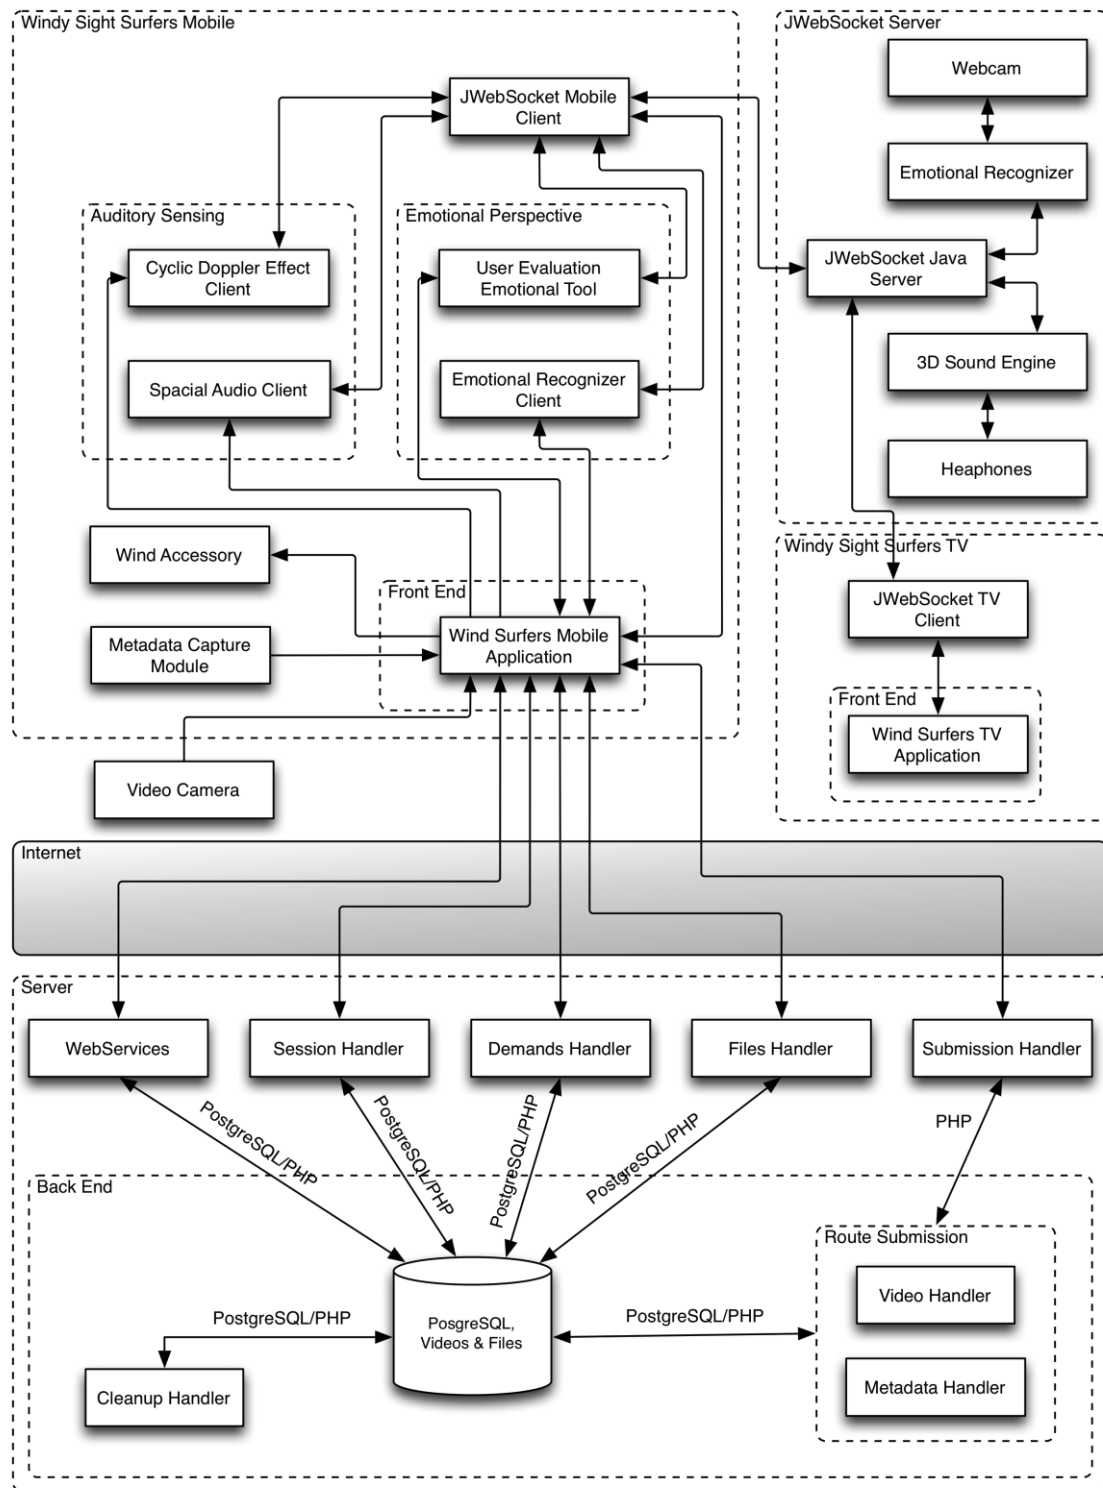 Windy Sight Surfers Mobile
JWebSocket Server
Webcam
JWebSocket Mobile
Client
Emotional Recognizer
Auditory Sensing
Emotional Perspective
Cyclic Doppler Effect
Client
User Evaluation
Emotional Tool
JWebSocket Java
Server
Spacial Audio Client
Emotional Recognizer
Client
3D Sound Engine
Heaphones
Wind Accessory
Windy Sight Surfers TV
Front End
JWebSocket TV
Client
Metadata Capture
Module
Wind Surfers Mobile
Application
Front End
Wind Surfers TV
Application
Video Camera
Internet
Server
WebServices
Session Handler
Demands Handler
Files Handler
Submission Handler
PostgreSQL/PHP
PostgreSQL/PHP
PostgreSQL/PHP
PostgreSQL/PHP
PHP
Back End
Route Submission
Video Handler
PostgreSQL/PHP
PosgreSQL,
Videos & Files
PostgreSQL/PHP
Cleanup Handler
Metadata Handler